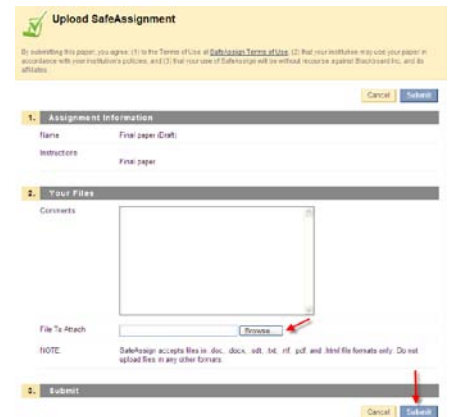 Upload SafeAssignment
By submitting this paper, you agree: (1) to the Terms of Use at SafeAssign Terms of Use; (2) that your institution may use your paper in
accordance with your institution's policies; and (3) that your use of SafeAssign will be without recourse against Blackboard Inc. and its
affiliates.
Cancel Submit
1. Assignment Information
Name Final paper (Draft)
Instructions
Final paper
2. Your Files
Comments
File To Attach Browse...
NOTE: SafeAssign accepts files in .doc, .docx, .odt, .txt, .rtf, .pdf, and .html file formats only. Do not
upload files in any other formats.
3. Submit
Cancel Submit